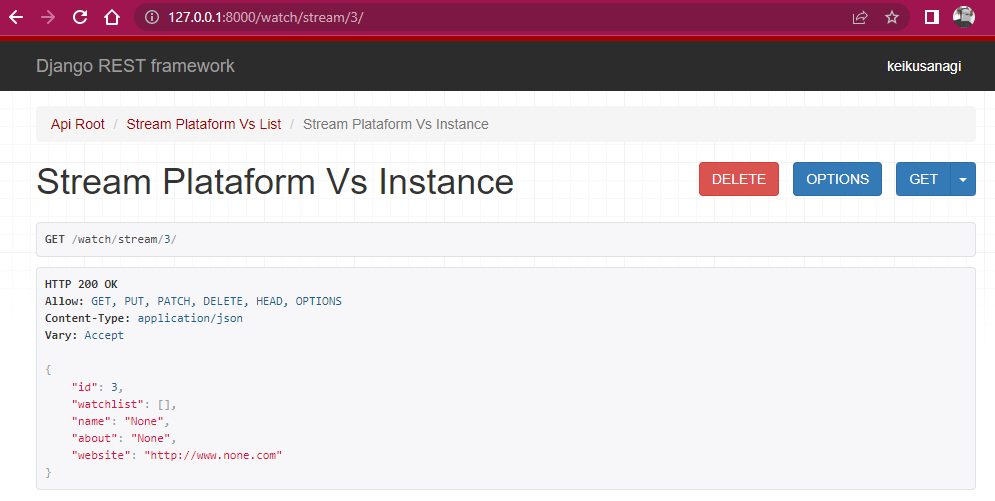 127.0.0.1:8000/watch/stream/3/
Django REST framework
keikusanagi
Api Root / Stream Plataform Vs List / Stream Plataform Vs Instance
Stream Plataform Vs Instance
DELETE
OPTIONS
GET
GET /watch/stream/3/
HTTP 200 OK
Allow: GET, PUT, PATCH, DELETE, HEAD, OPTIONS
Content-Type: application/json
Vary: Accept
{
    "id": 3,
    "watchlist": [],
    "name": "None",
    "about": "None",
    "website": "http://www.none.com"
}